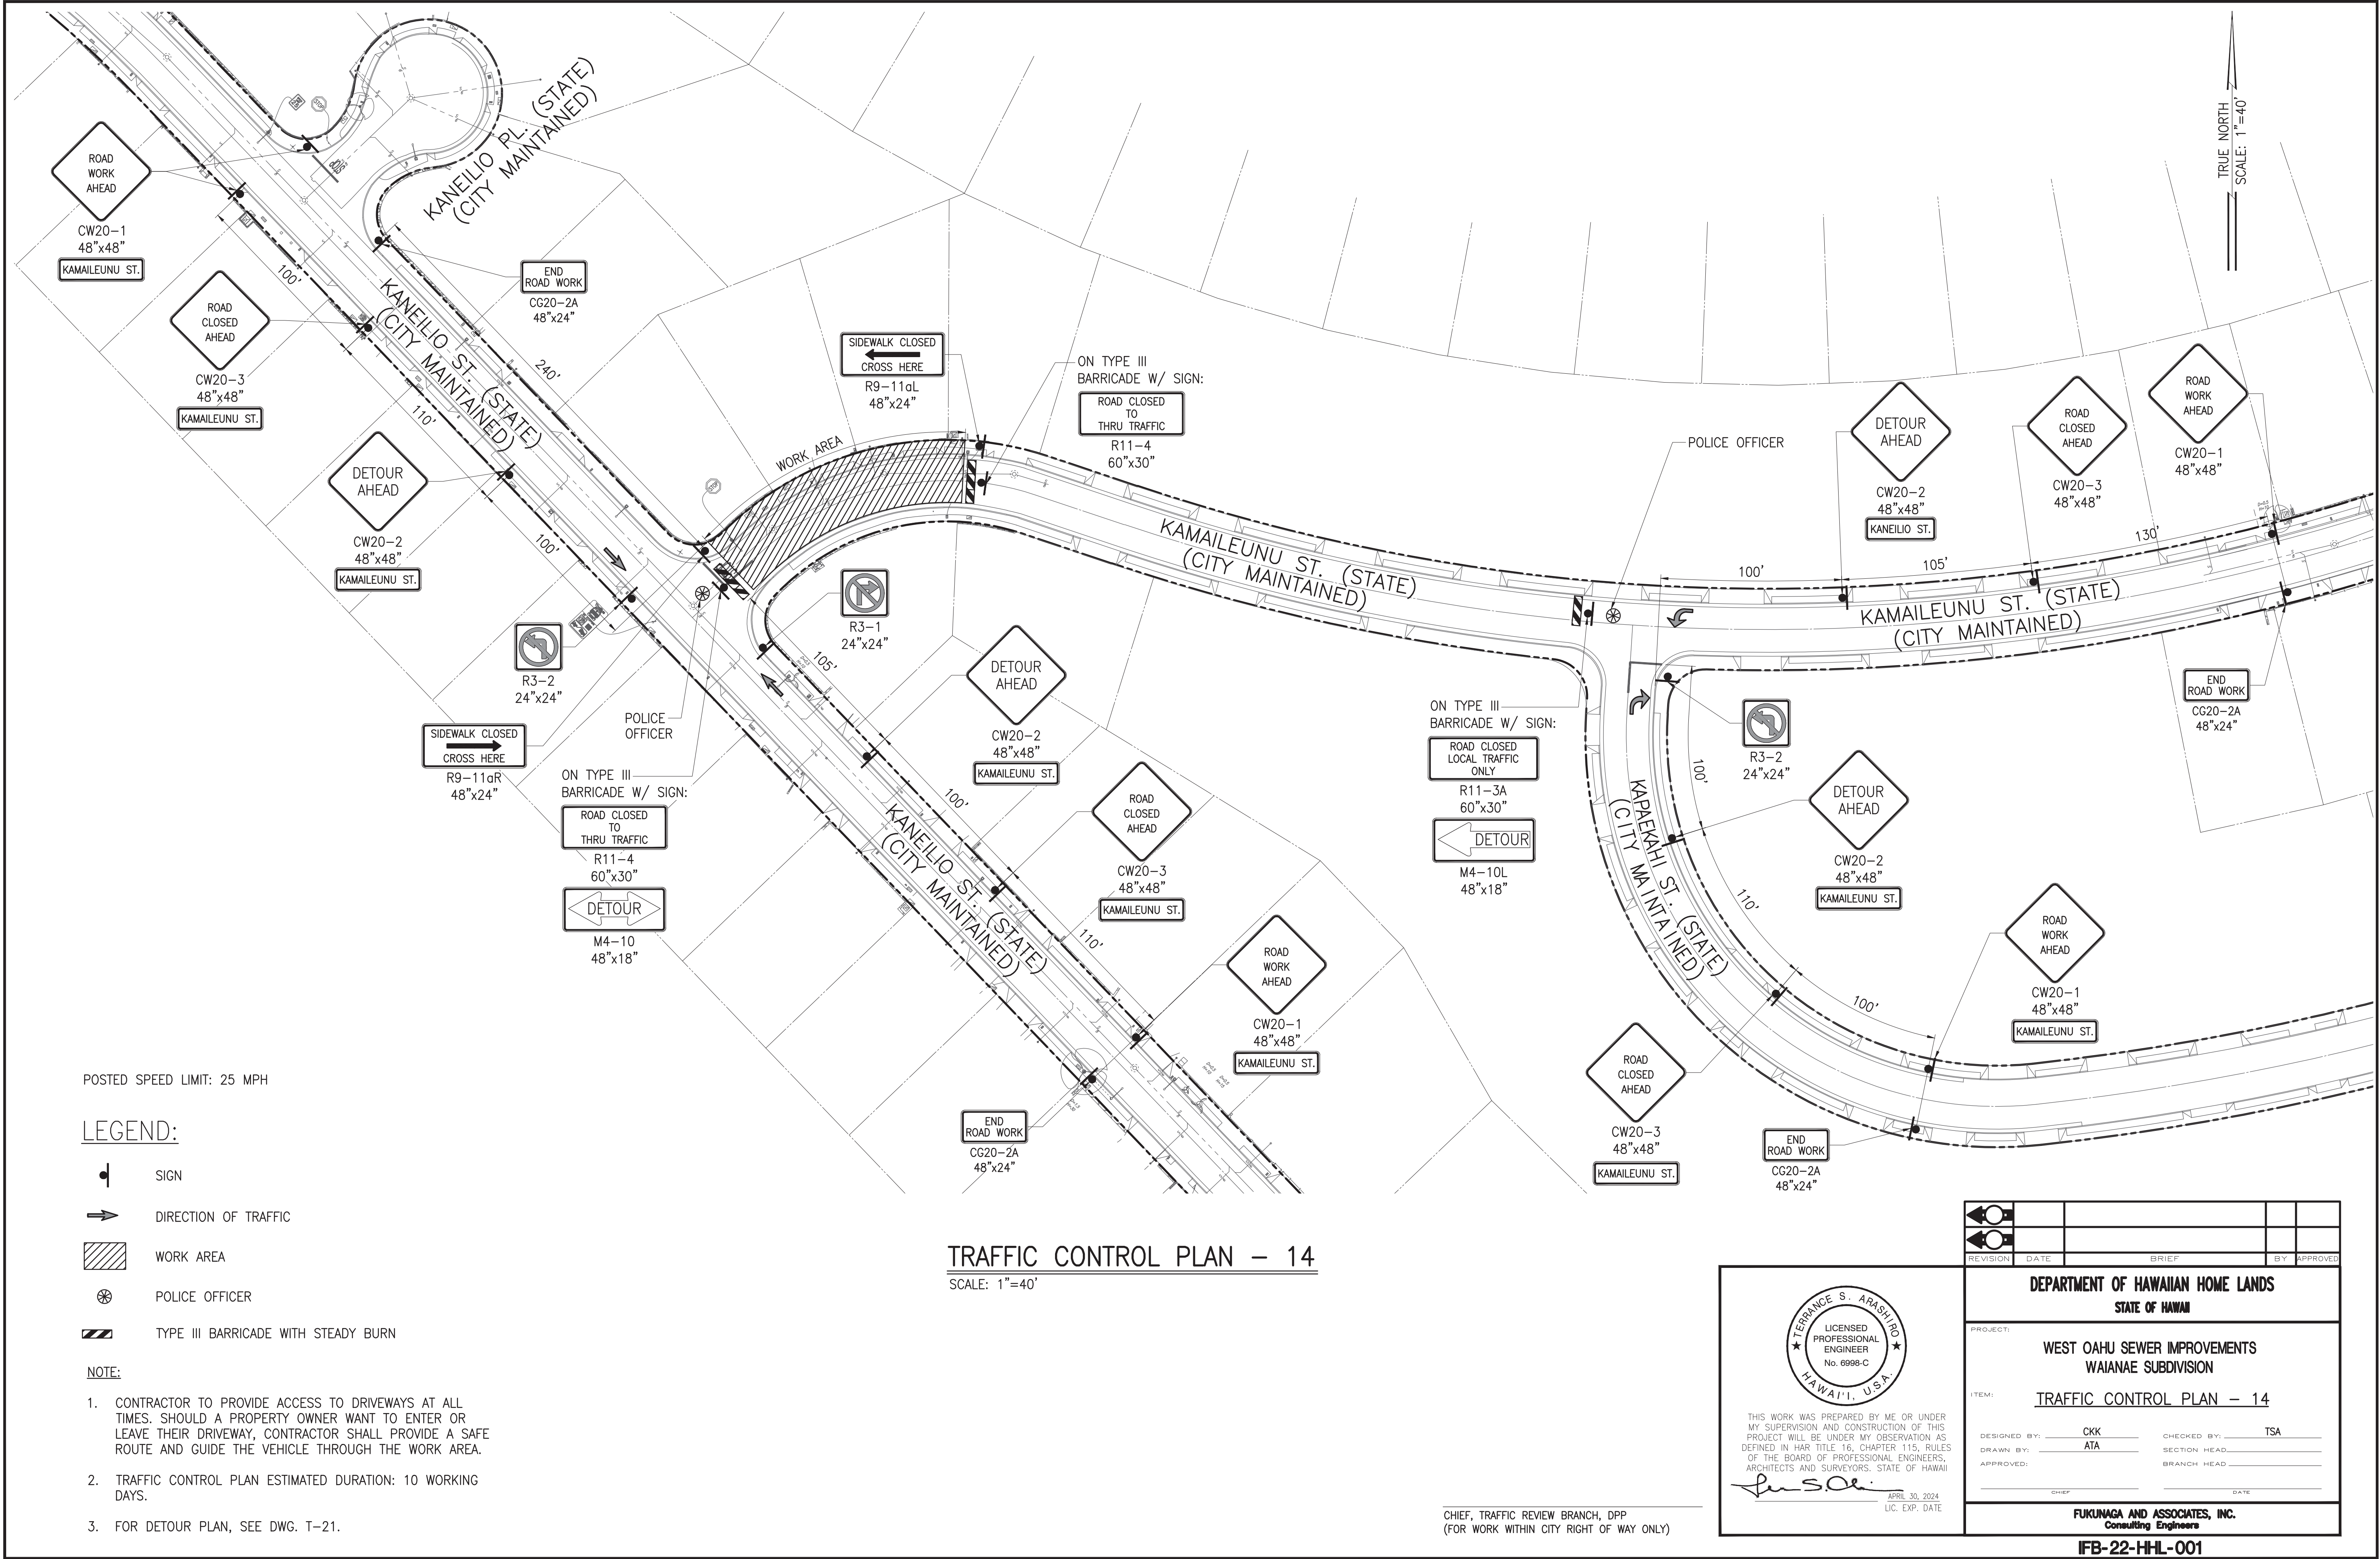 KANEILIO PL. (STATE)
(CITY MAINTAINED)
STOP
STOP
TRUE NORTH
SCALE: 1"=40'
ROAD
WORK
AHEAD
CW20-1
48"x48"
KAMAILEUNU ST.
100'
ROAD
CLOSED
AHEAD
CW20-3
48"x48"
KAMAILEUNU ST.
END
ROAD WORK
CG20-2A
48"x24"
KANEILIO ST. (STATE)
(CITY MAINTAINED)
240'
110'
DETOUR
AHEAD
CW20-2
48"x48"
KAMAILEUNU ST.
100'
SIDEWALK CLOSED
CROSS HERE
R9-11aL
48"x24"
ON TYPE III
BARRICADE W/ SIGN:
ROAD CLOSED
TO
THRU TRAFFIC
R11-4
60"x30"
WORK AREA
STOP
KAMAILEUNU ST. (STATE)
(CITY MAINTAINED)
POLICE OFFICER
DETOUR
AHEAD
CW20-2
48"x48"
KANEILIO ST.
ROAD
CLOSED
AHEAD
CW20-3
48"x48"
ROAD
WORK
AHEAD
CW20-1
48"x48"
100'
105'
130'
KAMAILEUNU ST. (STATE)
(CITY MAINTAINED)
END
ROAD WORK
CG20-2A
48"x24"
R3-2
24"x24"
R3-1
24"x24"
105'
SIDEWALK CLOSED
CROSS HERE
R9-11aR
48"x24"
POLICE
OFFICER
ON TYPE III
BARRICADE W/ SIGN:
ROAD CLOSED
TO
THRU TRAFFIC
R11-4
60"x30"
DETOUR
M4-10
48"x18"
DETOUR
AHEAD
CW20-2
48"x48"
KAMAILEUNU ST.
100'
KANEILIO ST. (STATE)
(CITY MAINTAINED)
ROAD
CLOSED
AHEAD
CW20-3
48"x48"
KAMAILEUNU ST.
110'
ROAD
WORK
AHEAD
CW20-1
48"x48"
KAMAILEUNU ST.
END
ROAD WORK
CG20-2A
48"x24"
ON TYPE III
BARRICADE W/ SIGN:
ROAD CLOSED
LOCAL TRAFFIC
ONLY
R11-3A
60"x30"
DETOUR
M4-10L
48"x18"
R3-2
24"x24"
100'
KAPAEKAHI ST. (STATE)
(CITY MAINTAINED)
DETOUR
AHEAD
CW20-2
48"x48"
KAMAILEUNU ST.
110'
100'
ROAD
WORK
AHEAD
CW20-1
48"x48"
KAMAILEUNU ST.
ROAD
CLOSED
AHEAD
CW20-3
48"x48"
KAMAILEUNU ST.
END
ROAD WORK
CG20-2A
48"x24"
POSTED SPEED LIMIT: 25 MPH
LEGEND:
SIGN
DIRECTION OF TRAFFIC
WORK AREA
POLICE OFFICER
TYPE III BARRICADE WITH STEADY BURN
NOTE:
1. CONTRACTOR TO PROVIDE ACCESS TO DRIVEWAYS AT ALL
TIMES. SHOULD A PROPERTY OWNER WANT TO ENTER OR
LEAVE THEIR DRIVEWAY, CONTRACTOR SHALL PROVIDE A SAFE
ROUTE AND GUIDE THE VEHICLE THROUGH THE WORK AREA.
2. TRAFFIC CONTROL PLAN ESTIMATED DURATION: 10 WORKING
DAYS.
3. FOR DETOUR PLAN, SEE DWG. T-21.
TRAFFIC CONTROL PLAN - 14
SCALE: 1"=40'
CHIEF, TRAFFIC REVIEW BRANCH, DPP
(FOR WORK WITHIN CITY RIGHT OF WAY ONLY)
TERRANCE S. ARASHIRO
LICENSED
PROFESSIONAL
ENGINEER
No. 6998-C
HAWAI'I, U.S.A.
THIS WORK WAS PREPARED BY ME OR UNDER
MY SUPERVISION AND CONSTRUCTION OF THIS
PROJECT WILL BE UNDER MY OBSERVATION AS
DEFINED IN HAR TITLE 16, CHAPTER 115, RULES
OF THE BOARD OF PROFESSIONAL ENGINEERS,
ARCHITECTS AND SURVEYORS. STATE OF HAWAII
APRIL 30, 2024
LIC. EXP. DATE
REVISION DATE BRIEF BY APPROVED
DEPARTMENT OF HAWAIIAN HOME LANDS
STATE OF HAWAII
PROJECT:
WEST OAHU SEWER IMPROVEMENTS
WAIANAE SUBDIVISION
ITEM:
TRAFFIC CONTROL PLAN - 14
DESIGNED BY: CKK CHECKED BY: TSA
DRAWN BY: ATA SECTION HEAD
APPROVED: BRANCH HEAD
CHIEF DATE
FUKUNAGA AND ASSOCIATES, INC.
Consulting Engineers
IFB-22-HHL-001